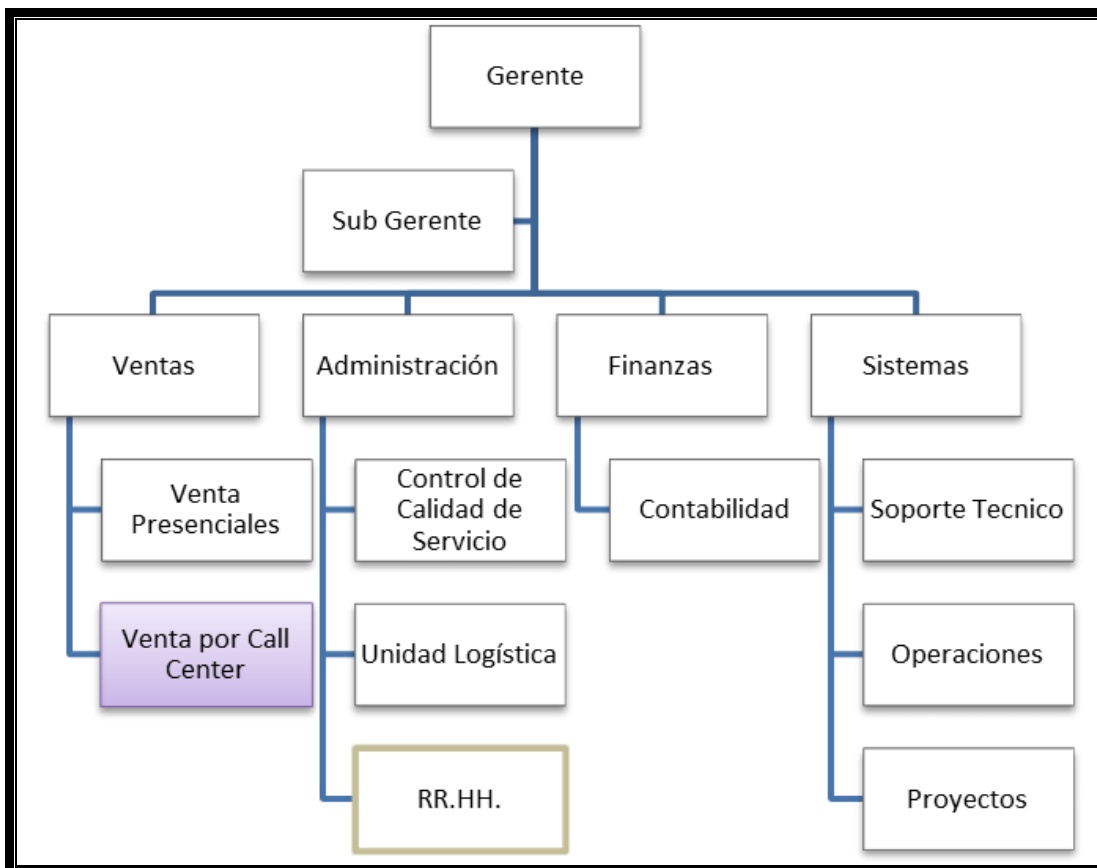 Gerente
Sub Gerente
Ventas
Administración
Finanzas
Sistemas
Venta
Presenciales
Control de
Calidad de
Servicio
Contabilidad
Soporte Tecnico
Venta por Call
Center
Unidad Logística
Operaciones
RR.HH.
Proyectos